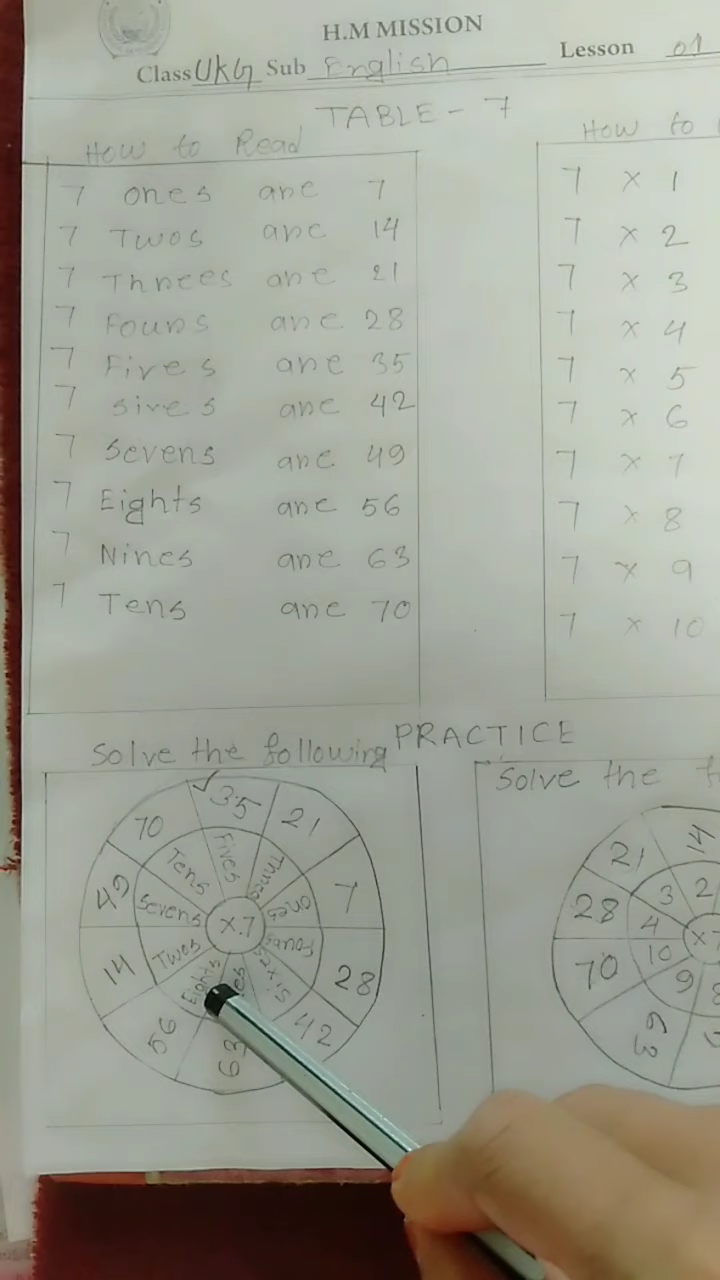 H.M MISSION
Class UKG Sub English Lesson 01
TABLE - 7
How to Read
7 ones are 7
7 Twos are 14
7 Threes are 21
7 Fours are 28
7 Fives are 35
7 sixes are 42
7 Sevens are 49
7 Eights are 56
7 Nines are 63
7 Tens are 70
How to
7 × 1
7 × 2
7 × 3
7 × 4
7 × 5
7 × 6
7 × 7
7 × 8
7 × 9
7 × 10
PRACTICE
Solve the following
×.7
Fives 35
Threes 21
ones 7
Fours 28
sixes 42
63
Eights 56
Twos 14
Sevens 49
Tens 70
Solve the
2 14
3 21
4 28
10 70
9 63
8